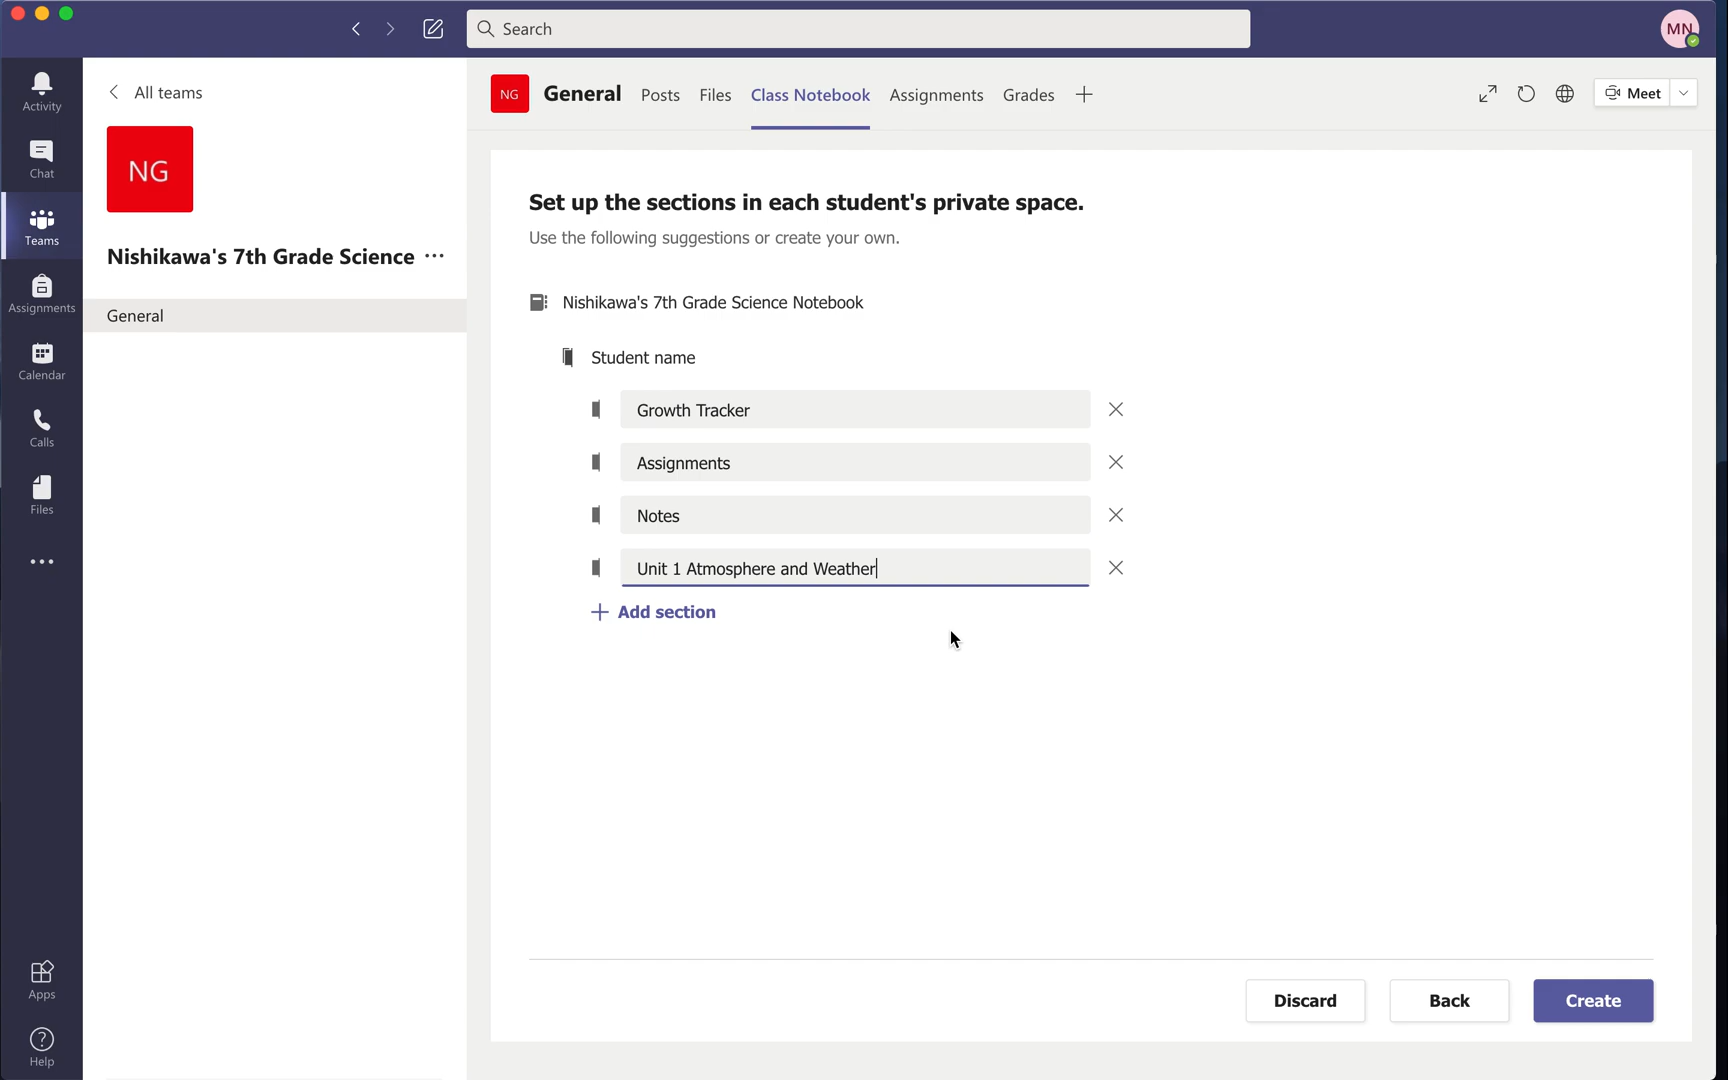 Search
MN
Activity
Chat
Teams
Assignments
Calendar
Calls
Files
Apps
Help
All teams
NG
Nishikawa's 7th Grade Science
General
NG
General Posts Files Class Notebook Assignments Grades
Meet
Set up the sections in each student's private space.
Use the following suggestions or create your own.
Nishikawa's 7th Grade Science Notebook
Student name
Growth Tracker
Assignments
Notes
Unit 1 Atmosphere and Weather
Add section
Discard Back Create